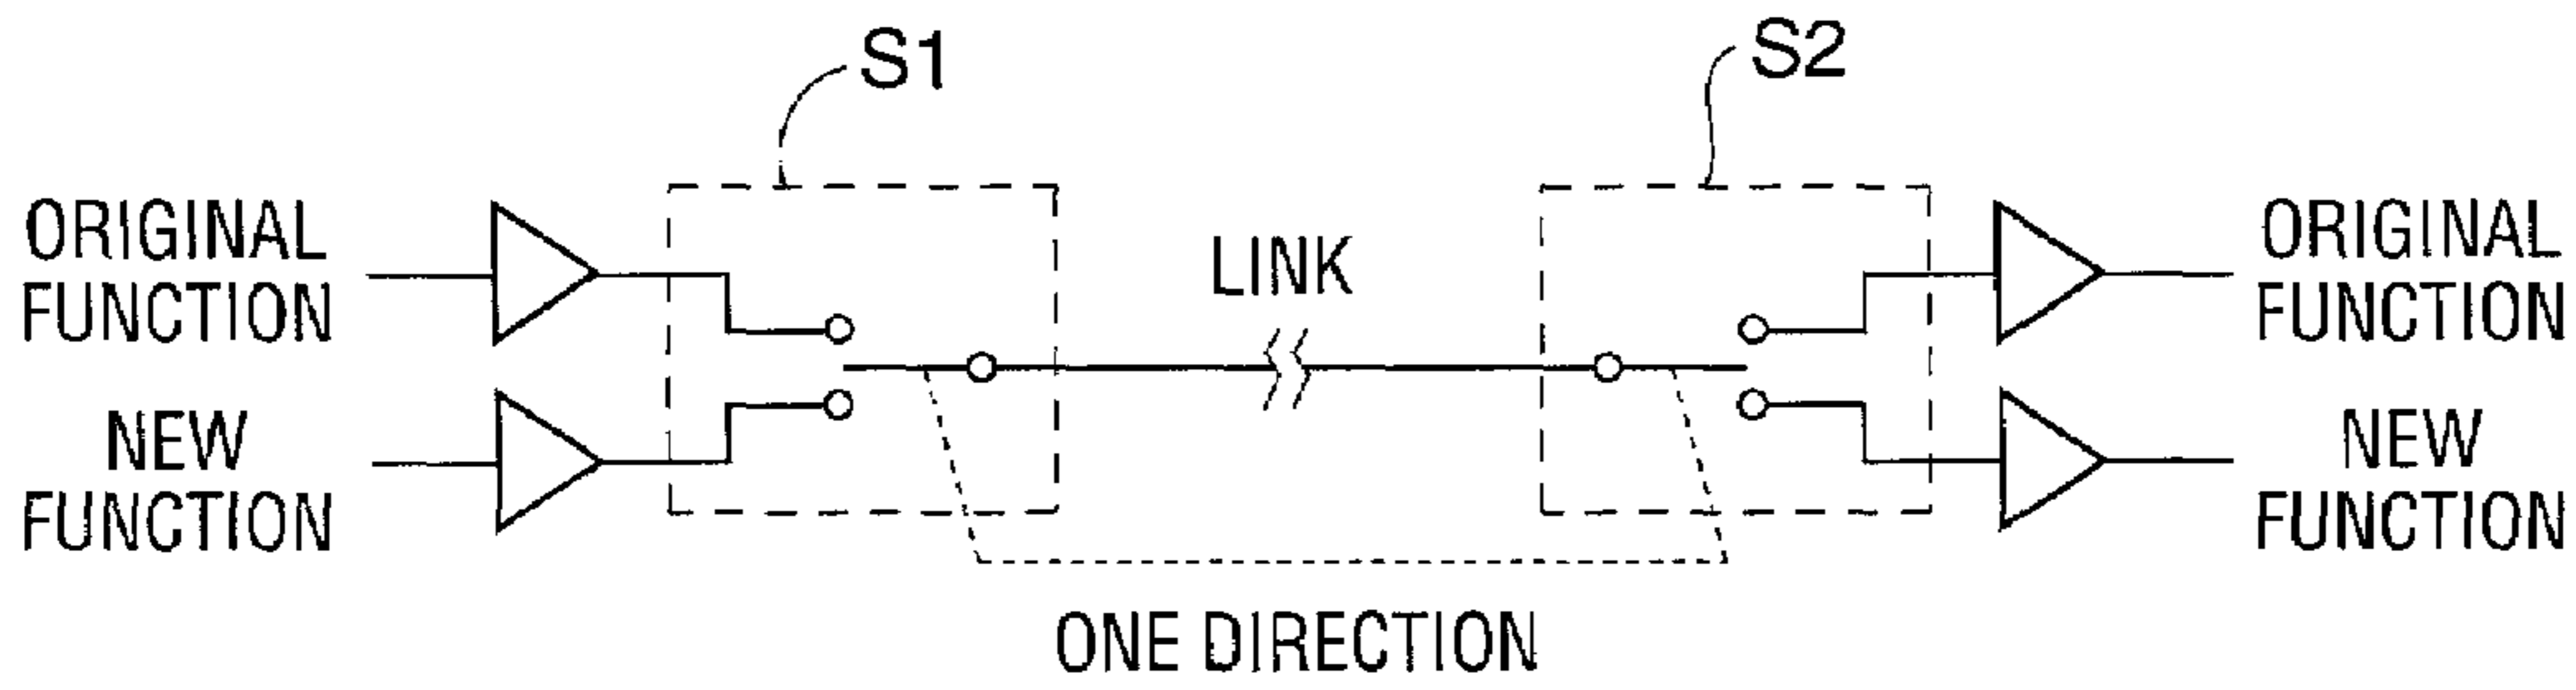 S1
S2
ORIGINAL
FUNCTION
LINK
ORIGINAL
FUNCTION
NEW
FUNCTION
NEW
FUNCTION
ONE DIRECTION